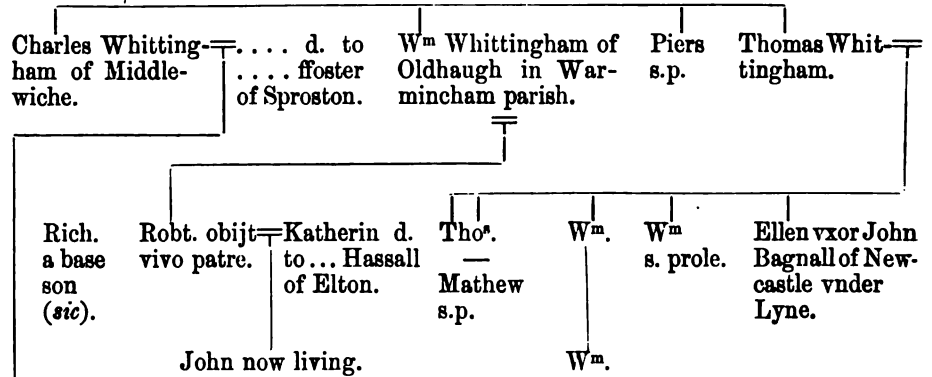 Charles Whitting-
ham of Middle-
wiche.
. . . . d. to
. . . . ffoster
of Sproston.
Wm Whittingham of
Oldhaugh in War-
mincham parish.
Piers
s.p.
Thomas Whit-
tingham.
Rich.
a base
son
(sic).
Robt. obijt
vivo patre.
Katherin d.
to ... Hassall
of Elton.
Thos.
—
Mathew
s.p.
Wm.
Wm
s. prole.
Ellen vxor John
Bagnall of New-
castle vnder
Lyne.
John now living.
Wm.